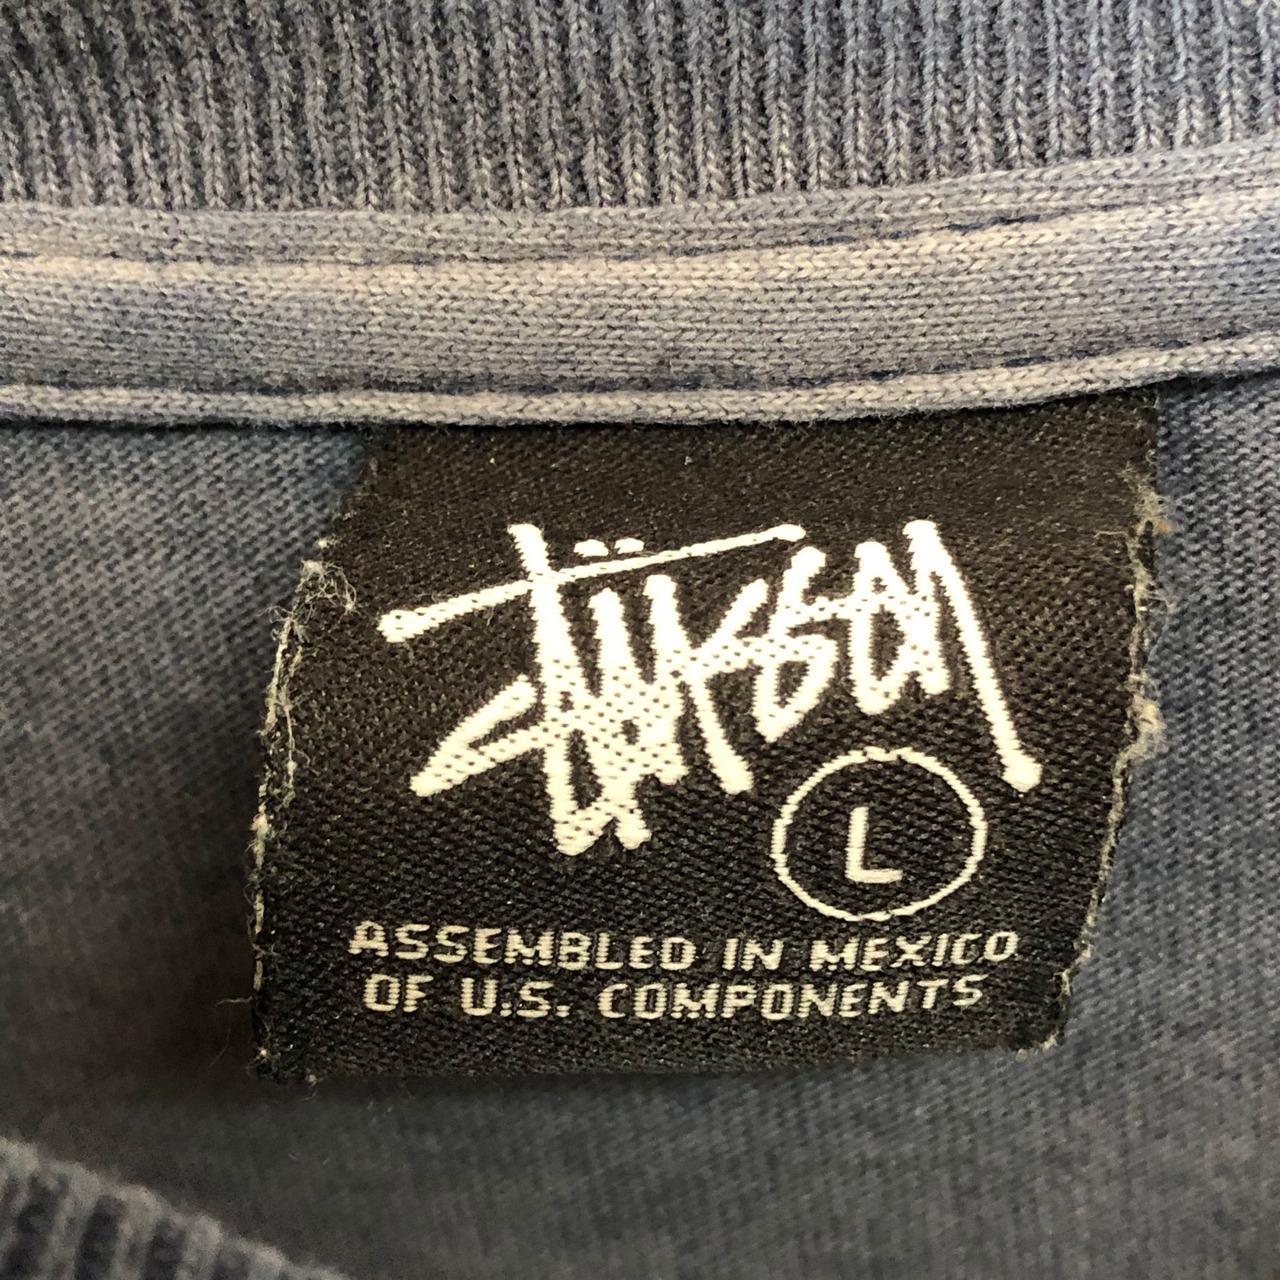 Stüssy
L
ASSEMBLED IN MEXICO
OF U.S. COMPONENTS